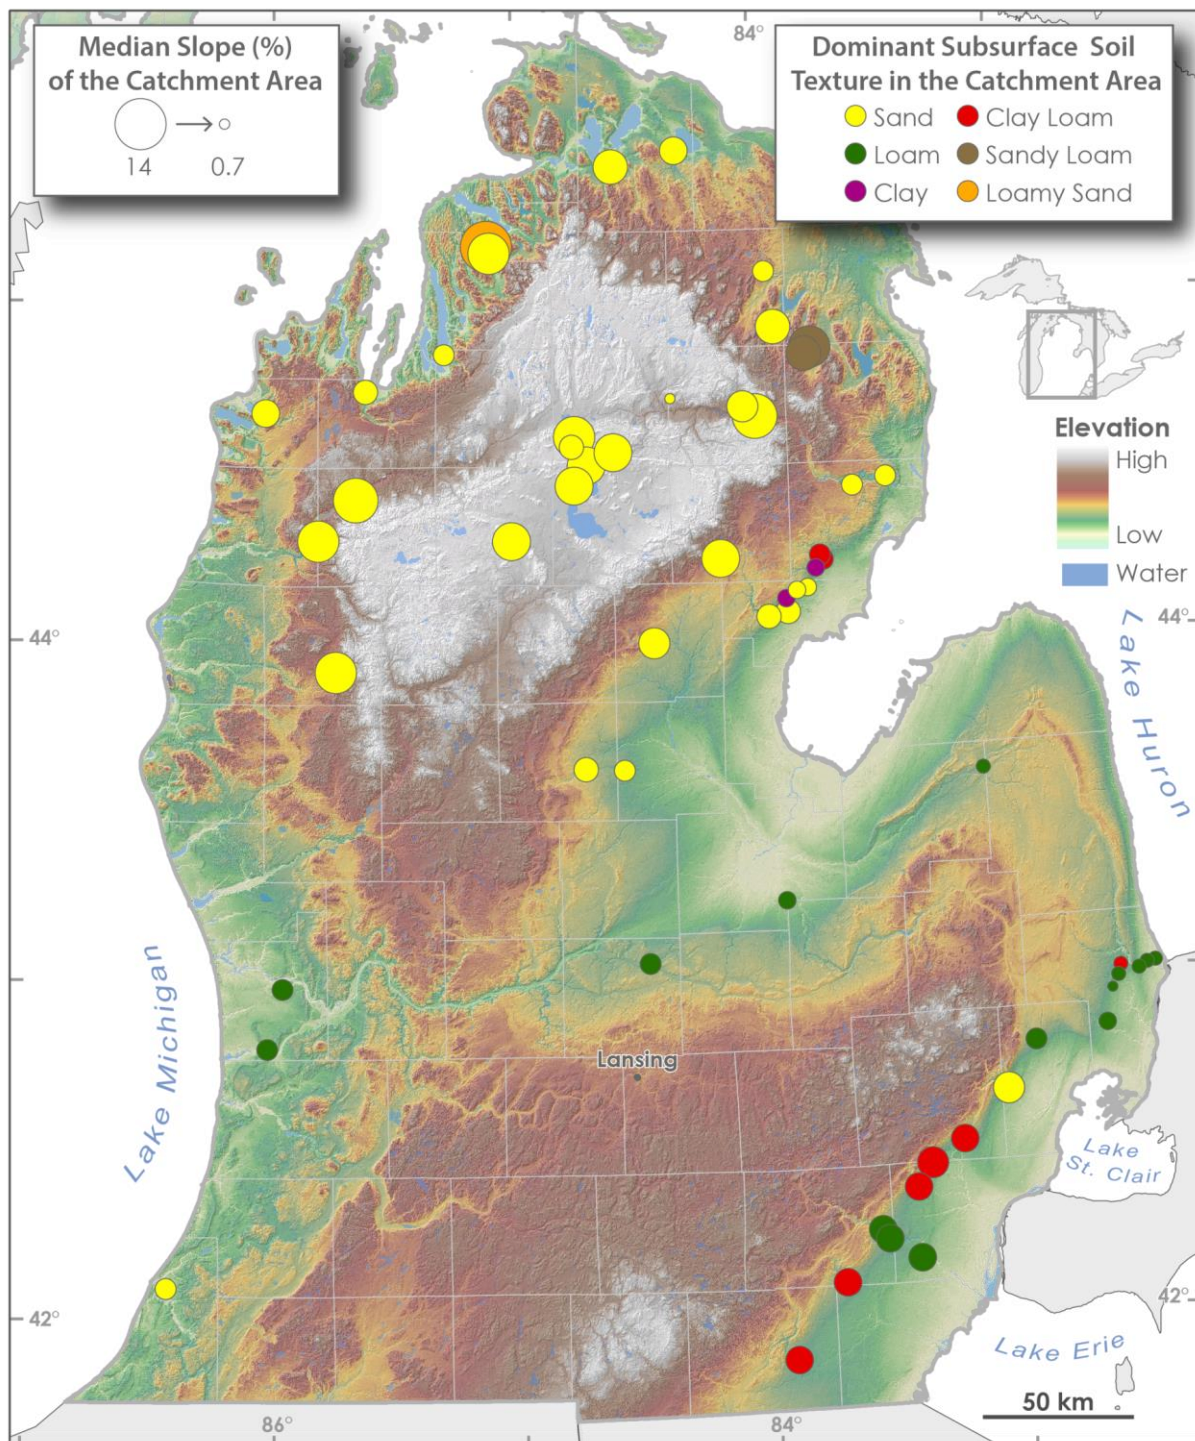 Median Slope (%)
of the Catchment Area
14
0.7
84°
Dominant Subsurface Soil
Texture in the Catchment Area
Sand
Clay Loam
Loam
Sandy Loam
Clay
Loamy Sand
Elevation
High
Low
Water
44°
44°
Lake Huron
Lake Michigan
Lansing
Lake
St. Clair
42°
42°
Lake Erie
50 km
86°
84°